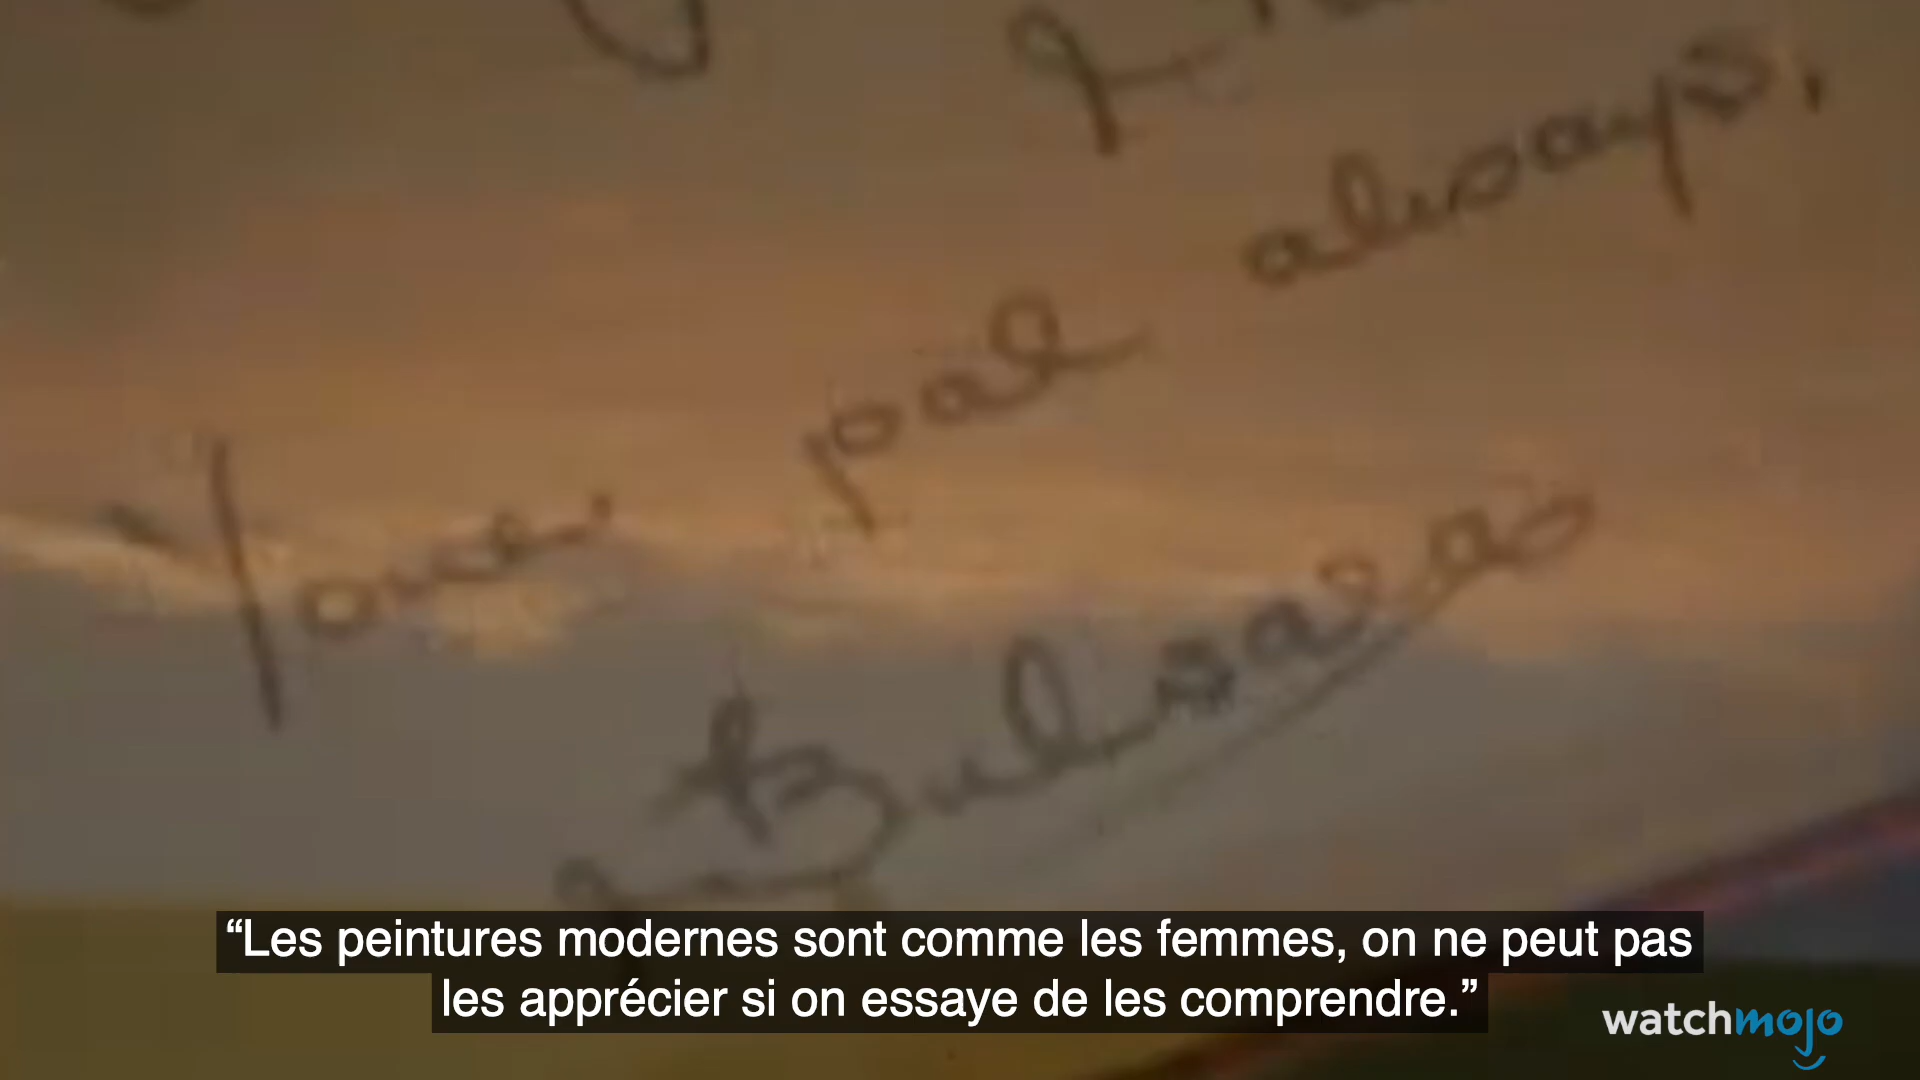 Your pal always,
Bulsara
“Les peintures modernes sont comme les femmes, on ne peut pas
les apprécier si on essaye de les comprendre.”
watchmojo